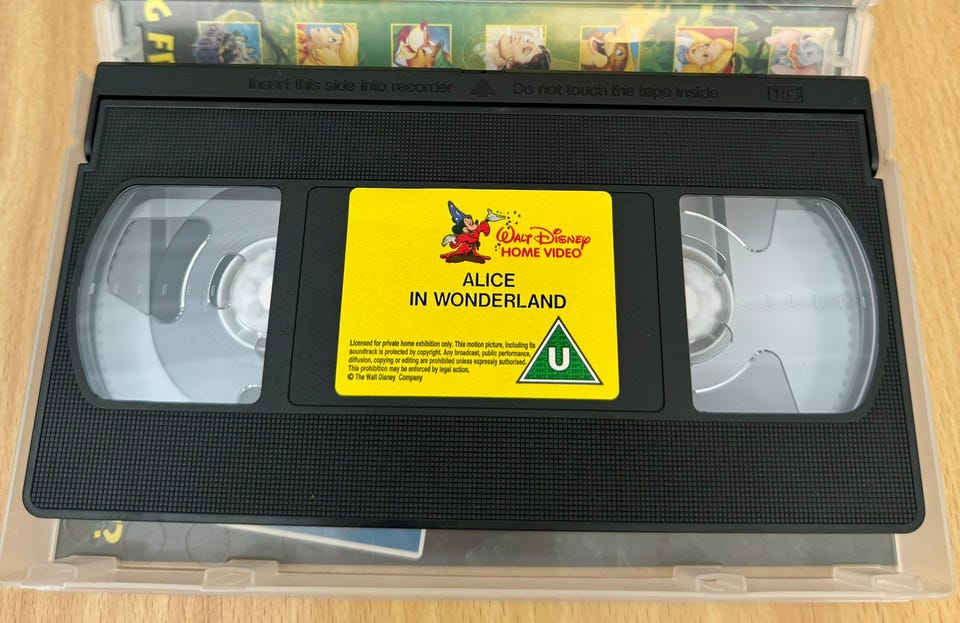 G FI
Insert this side into recorder Do not touch the tape inside VHS
WALT DISNEY
HOME VIDEO
ALICE
IN WONDERLAND
Licensed for private home exhibition only. This motion picture, including its
soundtrack is protected by copyright. Any broadcast, public performance,
diffusion, copying or editing are prohibited unless expressly authorised.
This prohibition may be enforced by legal action.
© The Walt Disney Company
U
?